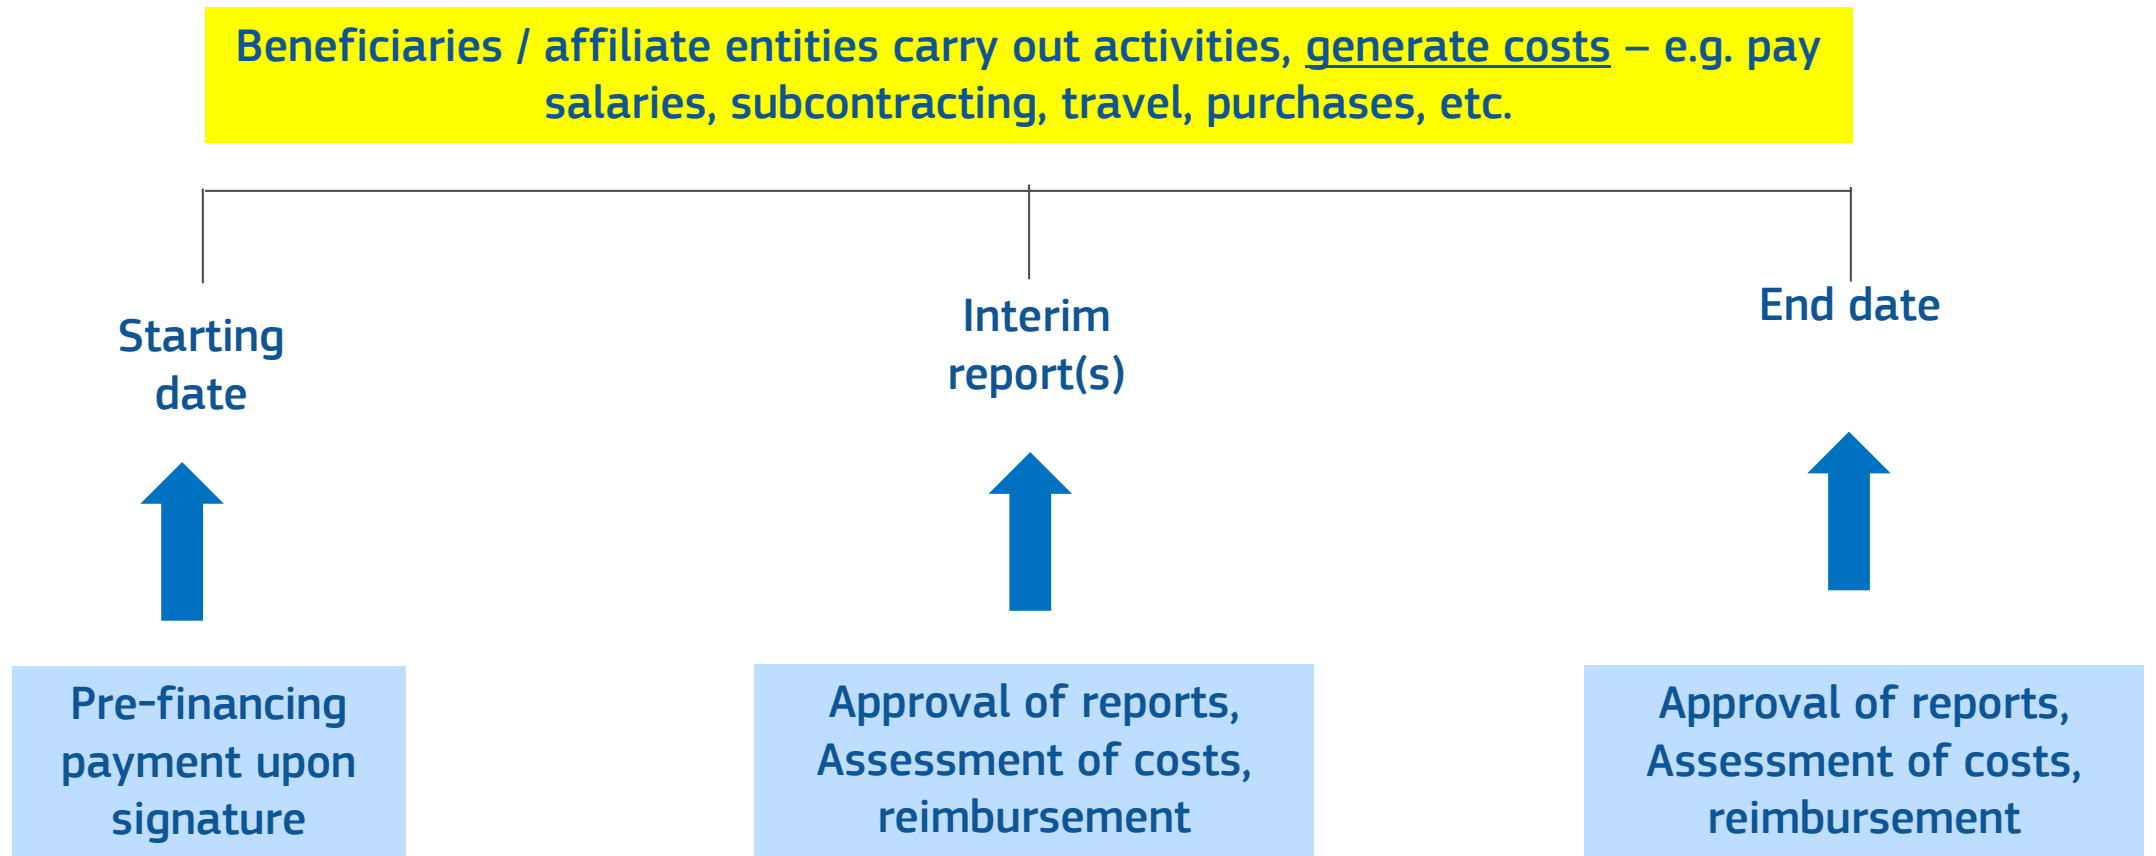 Beneficiaries / affiliate entities carry out activities, generate costs – e.g. pay
salaries, subcontracting, travel, purchases, etc.
Starting
date
Interim
report(s)
End date
Pre-financing
payment upon
signature
Approval of reports,
Assessment of costs,
reimbursement
Approval of reports,
Assessment of costs,
reimbursement